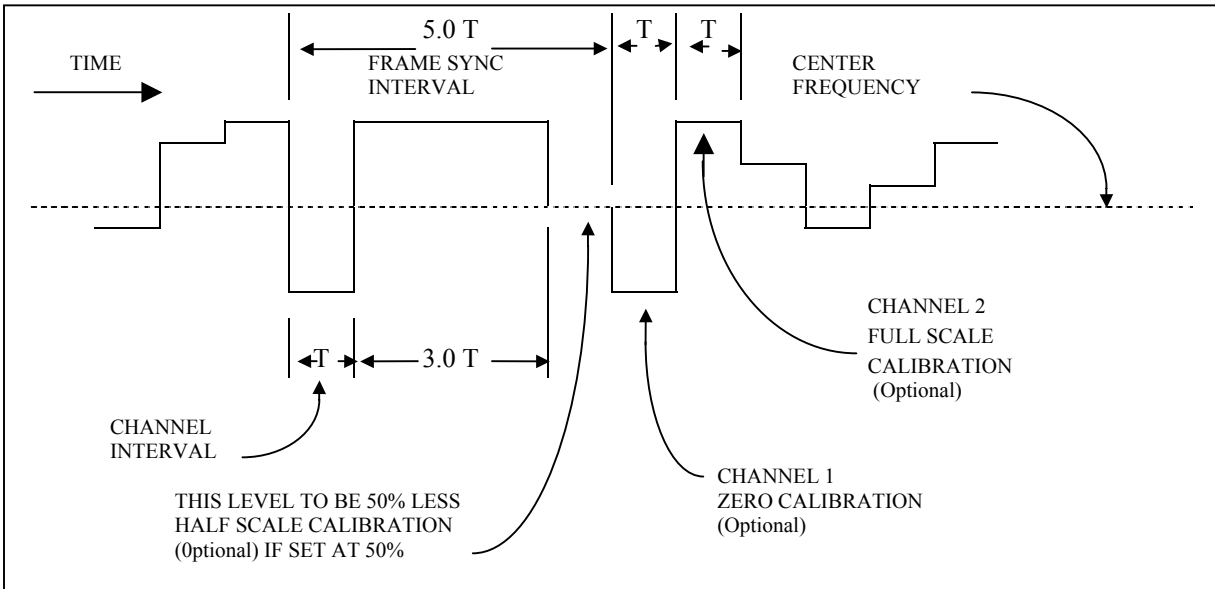 5.0 T
T
T
TIME
FRAME SYNC
INTERVAL
CENTER
FREQUENCY
T
3.0 T
CHANNEL 2
FULL SCALE
CALIBRATION
(Optional)
CHANNEL
INTERVAL
CHANNEL 1
ZERO CALIBRATION
(Optional)
THIS LEVEL TO BE 50% LESS
HALF SCALE CALIBRATION
(0ptional) IF SET AT 50%